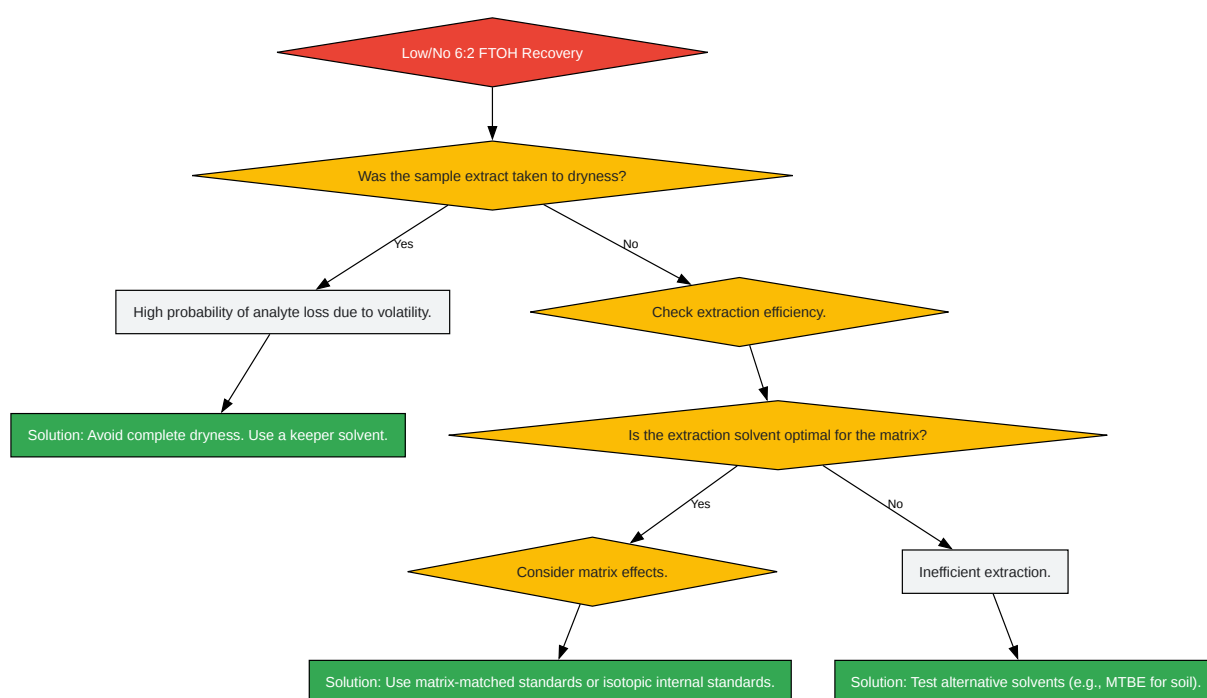 Low/No 6:2 FTOH Recovery
Was the sample extract taken to dryness?
Yes
No
High probability of analyte loss due to volatility.
Check extraction efficiency.
Solution: Avoid complete dryness. Use a keeper solvent.
Is the extraction solvent optimal for the matrix?
Yes
No
Consider matrix effects.
Inefficient extraction.
Solution: Use matrix-matched standards or isotopic internal standards.
Solution: Test alternative solvents (e.g., MTBE for soil).